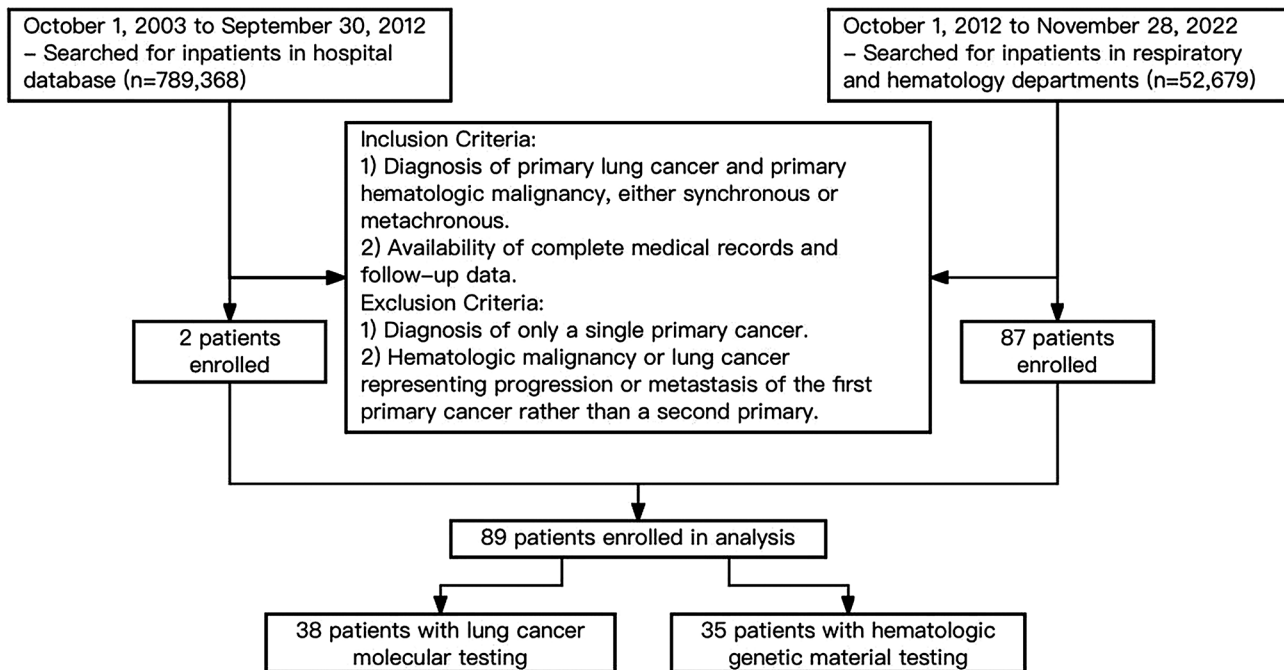 October 1, 2003 to September 30, 2012
– Searched for inpatients in hospital
database (n=789,368)
October 1, 2012 to November 28, 2022
– Searched for inpatients in respiratory
and hematology departments (n=52,679)
Inclusion Criteria:
1) Diagnosis of primary lung cancer and primary
hematologic malignancy, either synchronous or
metachronous.
2) Availability of complete medical records and
follow–up data.
Exclusion Criteria:
1) Diagnosis of only a single primary cancer.
2) Hematologic malignancy or lung cancer
representing progression or metastasis of the first
primary cancer rather than a second primary.
2 patients
enrolled
87 patients
enrolled
89 patients enrolled in analysis
38 patients with lung cancer
molecular testing
35 patients with hematologic
genetic material testing